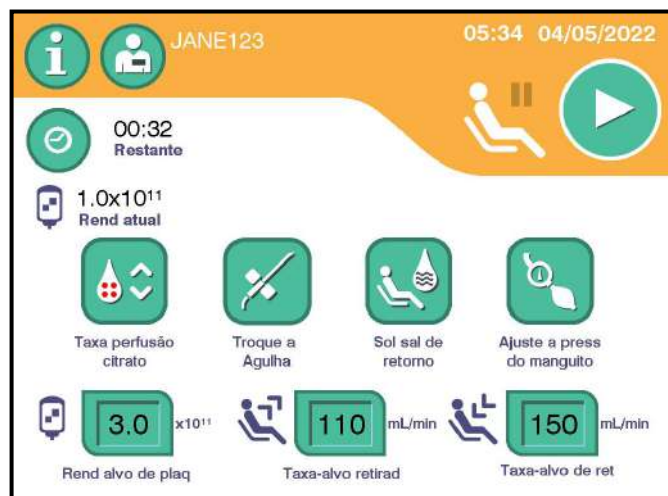 JANE123
05:34 04/05/2022
00:32
Restante
1.0x10¹¹
Rend atual
Taxa perfusão
citrato
Troque a
Agulha
Sol sal de
retorno
Ajuste a press
do manguito
3.0 x10¹¹
110 mL/min
150 mL/min
Rend alvo de plaq
Taxa-alvo retirad
Taxa-alvo de ret